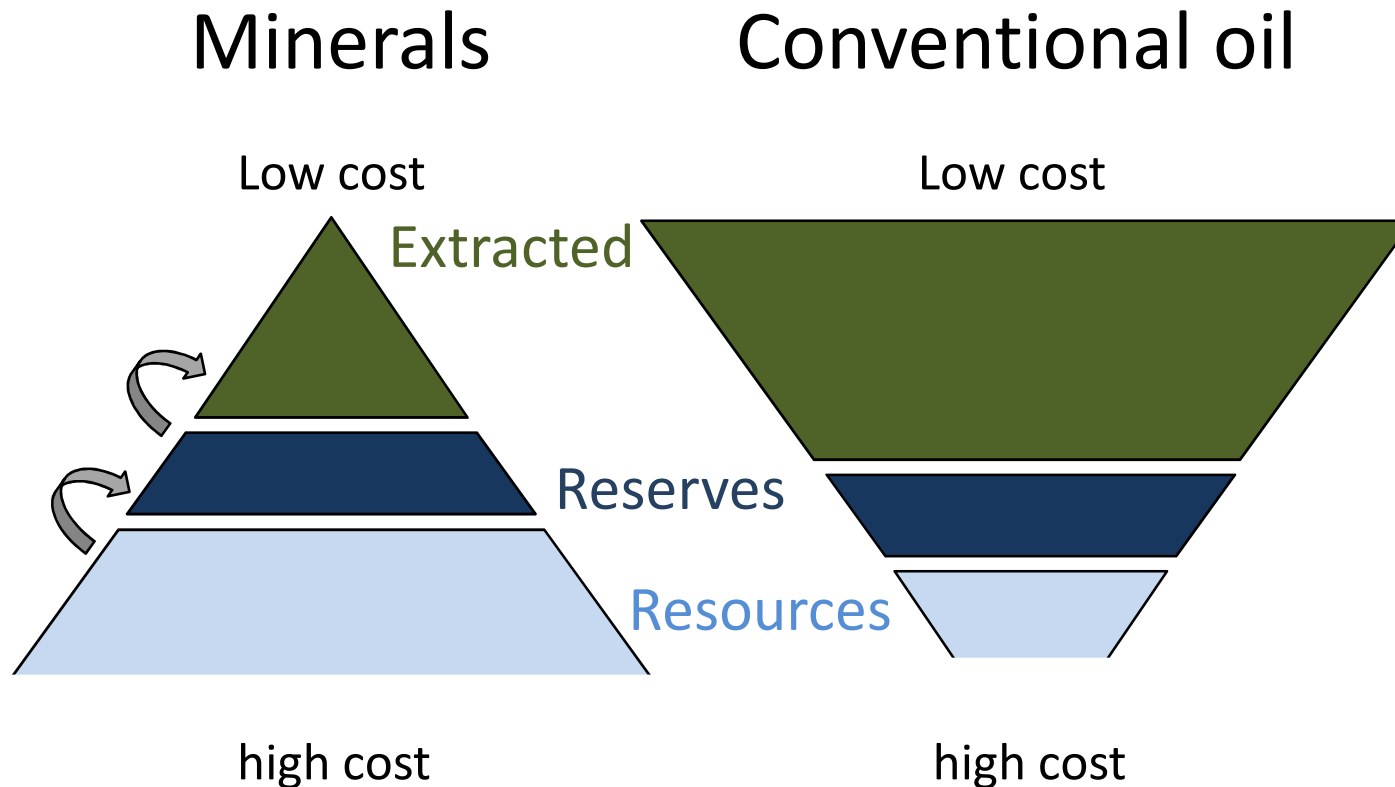 Minerals
Conventional oil
Low cost
Low cost
Extracted
Reserves
Resources
high cost
high cost